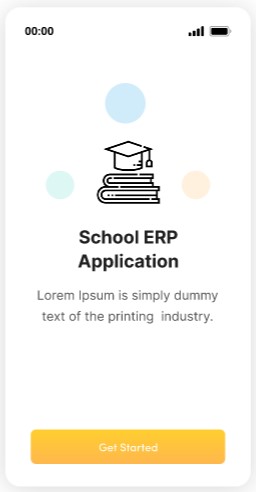 00:00
School ERP
Application
Lorem Ipsum is simply dummy
text of the printing  industry.
Get Started